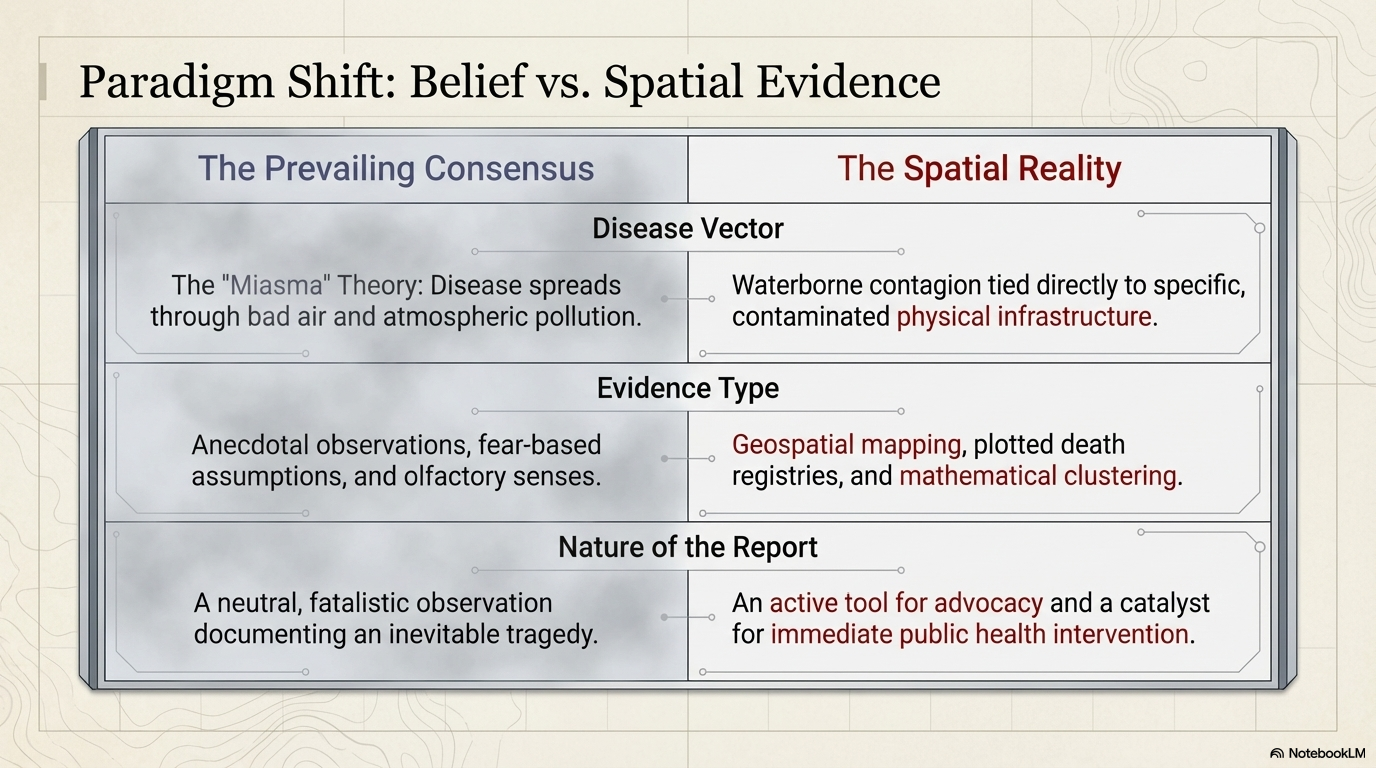 Paradigm Shift: Belief vs. Spatial Evidence
The Prevailing Consensus
The Spatial Reality
Disease Vector
The "Miasma" Theory: Disease spreads
through bad air and atmospheric pollution.
Waterborne contagion tied directly to specific,
contaminated physical infrastructure.
Evidence Type
Anecdotal observations, fear-based
assumptions, and olfactory senses.
Geospatial mapping, plotted death
registries, and mathematical clustering.
Nature of the Report
A neutral, fatalistic observation
documenting an inevitable tragedy.
An active tool for advocacy and a catalyst
for immediate public health intervention.
NotebookLM